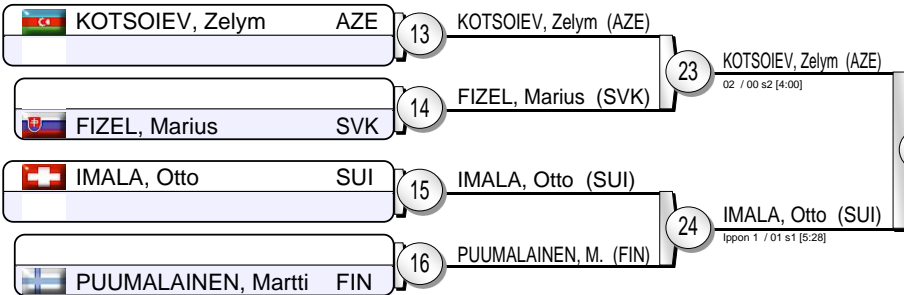 KOTSOIEV, Zelym AZE
13
KOTSOIEV, Zelym (AZE)
23
KOTSOIEV, Zelym (AZE)
02 / 00 s2 [4:00]
14
FIZEL, Marius (SVK)
FIZEL, Marius SVK
IMALA, Otto SUI
15
IMALA, Otto (SUI)
24
IMALA, Otto (SUI)
Ippon 1 / 01 s1 [5:28]
16
PUUMALAINEN, M. (FIN)
PUUMALAINEN, Martti FIN